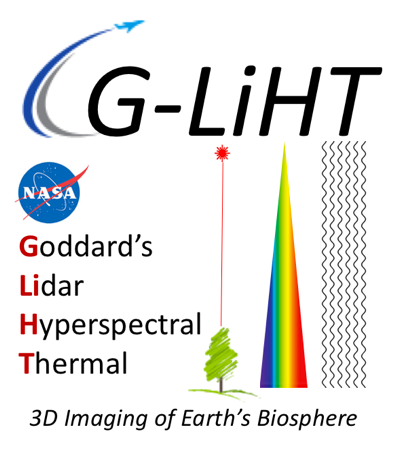 G-LiHT
NASA
Goddard's
Lidar
Hyperspectral
Thermal
3D Imaging of Earth's Biosphere